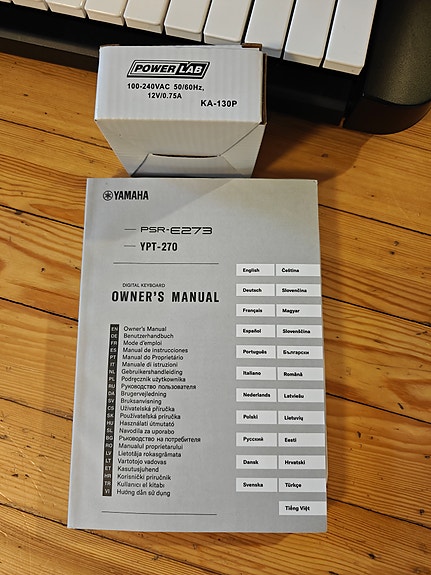 POWER LAB
100-240VAC 50/60Hz,
12V/0.75A
KA-130P
YAMAHA
PSR-E273
YPT-270
DIGITAL KEYBOARD
OWNER'S MANUAL
EN Owner's Manual
DE Benutzerhandbuch
FR Mode d'emploi
ES Manual de instrucciones
PT Manual do Proprietário
IT Manuale di istruzioni
NL Gebruikershandleiding
PL Podręcznik użytkownika
RU Руководство пользователя
DA Brugervejledning
SV Bruksanvisning
CS Uživatelská příručka
SK Používateľská príručka
HU Használati útmutató
SL Navodila za uporabo
BG Ръководство на потребителя
RO Manualul proprietarului
LV Lietotāja rokasgrāmata
LT Vartotojo vadovas
ET Kasutusjuhend
HR Korisnički priručnik
TR Kullanıcı el kitabı
VI Hướng dẫn sử dụng
English Čeština
Deutsch Slovenčina
Français Magyar
Español Slovenščina
Português Български
Italiano Română
Nederlands Latviešu
Polski Lietuvių
Русский Eesti
Dansk Hrvatski
Svenska Türkçe
Tiếng Việt